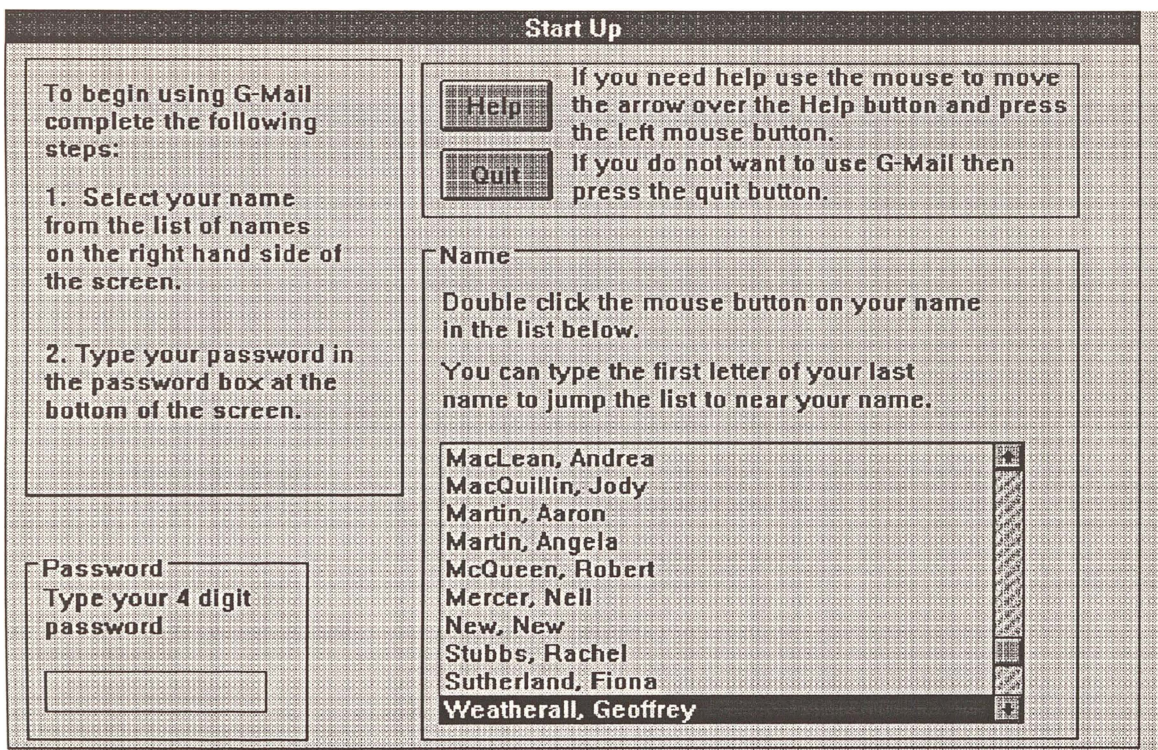 Start Up
To begin using G-Mail
complete the following
steps:
1. Select your name
from the list of names
on the right hand side of
the screen.
2. Type your password in
the password box at the
bottom of the screen.
Help
If you need help use the mouse to move
the arrow over the Help button and press
the left mouse button.
Quit
If you do not want to use G-Mail then
press the quit button.
Name
Double click the mouse button on your name
in the list below.
You can type the first letter of your last
name to jump the list to near your name.
MacLean, Andrea
MacQuillin, Jody
Martin, Aaron
Martin, Angela
McQueen, Robert
Mercer, Neil
New, New
Stubbs, Rachel
Sutherland, Fiona
Weatherall, Geoffrey
Password
Type your 4 digit
password